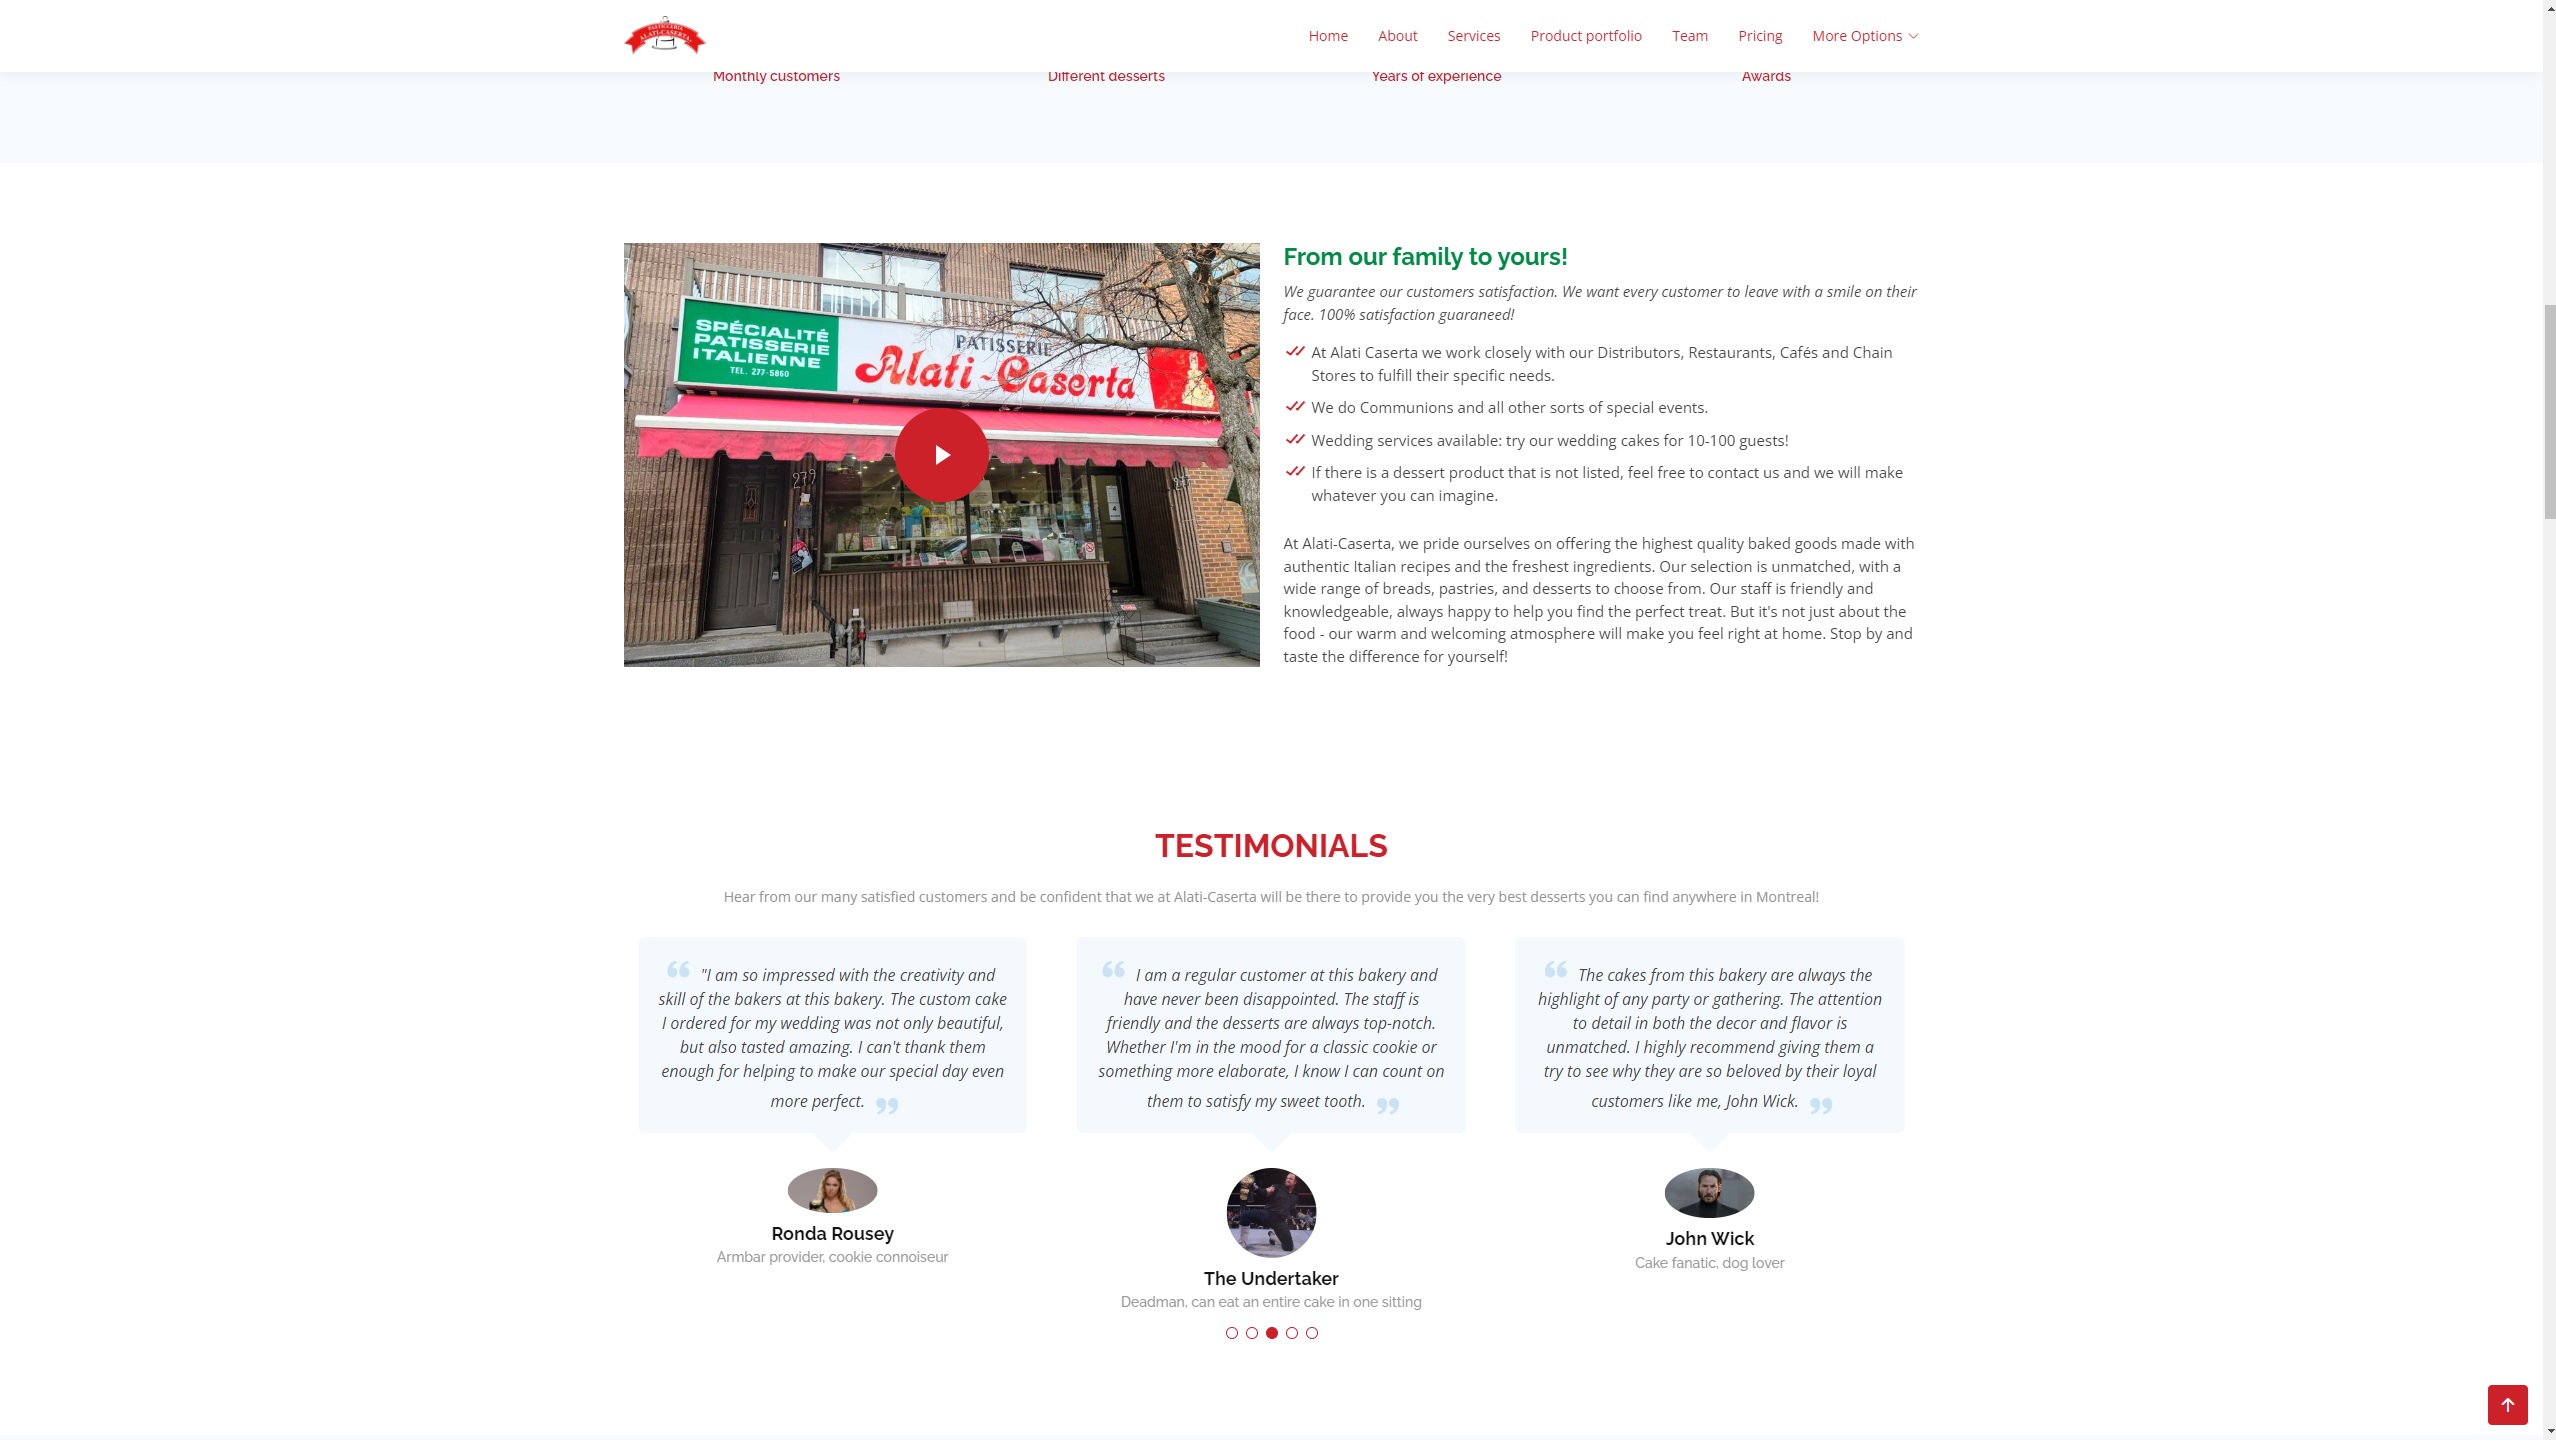 PASTICCERIA
ALATI-CASERTA
Home About Services Product portfolio Team Pricing More Options
Monthly customers Different desserts Years of experience Awards
SPÉCIALITÉ
PATISSERIE
ITALIENNE
TEL. 277-5860
PATISSERIE
Alati-Caserta
277
From our family to yours!
We guarantee our customers satisfaction. We want every customer to leave with a smile on their
face. 100% satisfaction guaraneed!
At Alati Caserta we work closely with our Distributors, Restaurants, Cafés and Chain
Stores to fulfill their specific needs.
We do Communions and all other sorts of special events.
Wedding services available: try our wedding cakes for 10-100 guests!
If there is a dessert product that is not listed, feel free to contact us and we will make
whatever you can imagine.
At Alati-Caserta, we pride ourselves on offering the highest quality baked goods made with
authentic Italian recipes and the freshest ingredients. Our selection is unmatched, with a
wide range of breads, pastries, and desserts to choose from. Our staff is friendly and
knowledgeable, always happy to help you find the perfect treat. But it's not just about the
food - our warm and welcoming atmosphere will make you feel right at home. Stop by and
taste the difference for yourself!
TESTIMONIALS
Hear from our many satisfied customers and be confident that we at Alati-Caserta will be there to provide you the very best desserts you can find anywhere in Montreal!
“ "I am so impressed with the creativity and
skill of the bakers at this bakery. The custom cake
I ordered for my wedding was not only beautiful,
but also tasted amazing. I can't thank them
enough for helping to make our special day even
more perfect. ”
Ronda Rousey
Armbar provider, cookie connoiseur
“ I am a regular customer at this bakery and
have never been disappointed. The staff is
friendly and the desserts are always top-notch.
Whether I'm in the mood for a classic cookie or
something more elaborate, I know I can count on
them to satisfy my sweet tooth. ”
The Undertaker
Deadman, can eat an entire cake in one sitting
“ The cakes from this bakery are always the
highlight of any party or gathering. The attention
to detail in both the decor and flavor is
unmatched. I highly recommend giving them a
try to see why they are so beloved by their loyal
customers like me, John Wick. ”
John Wick
Cake fanatic, dog lover